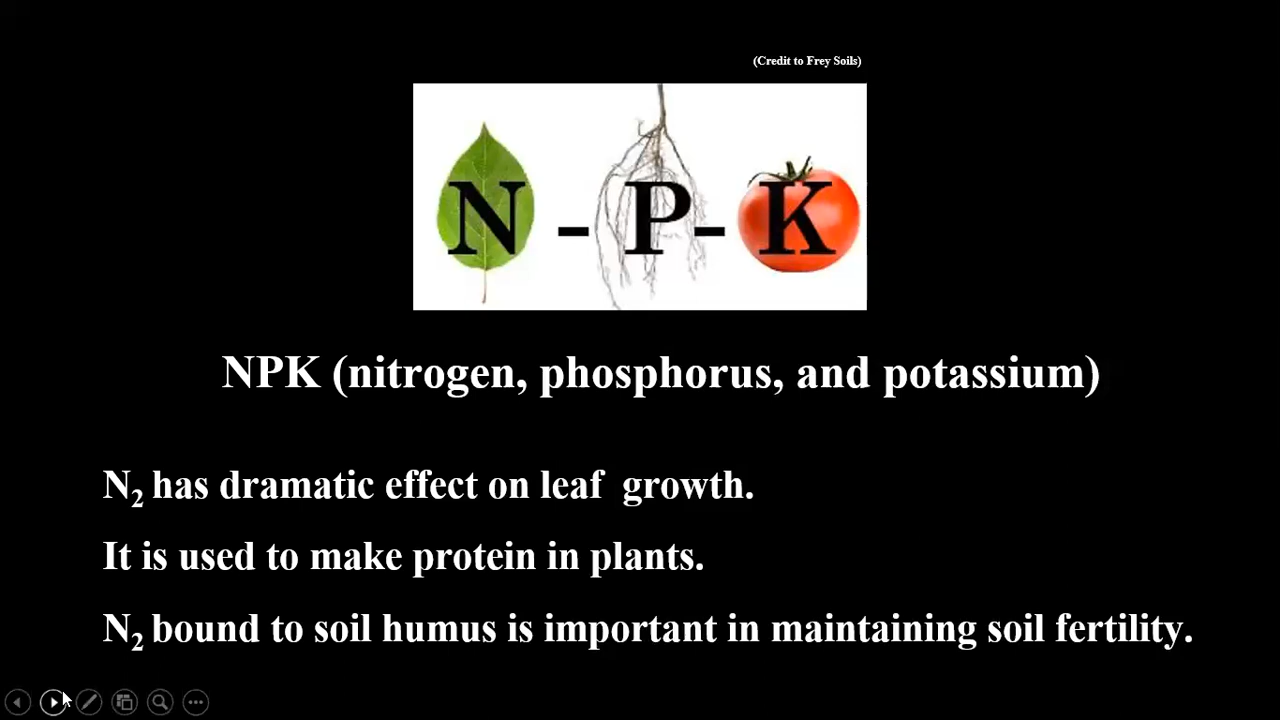 (Credit to Frey Soils)
N - P - K
NPK (nitrogen, phosphorus, and potassium)
N₂ has dramatic effect on leaf growth.
It is used to make protein in plants.
N₂ bound to soil humus is important in maintaining soil fertility.